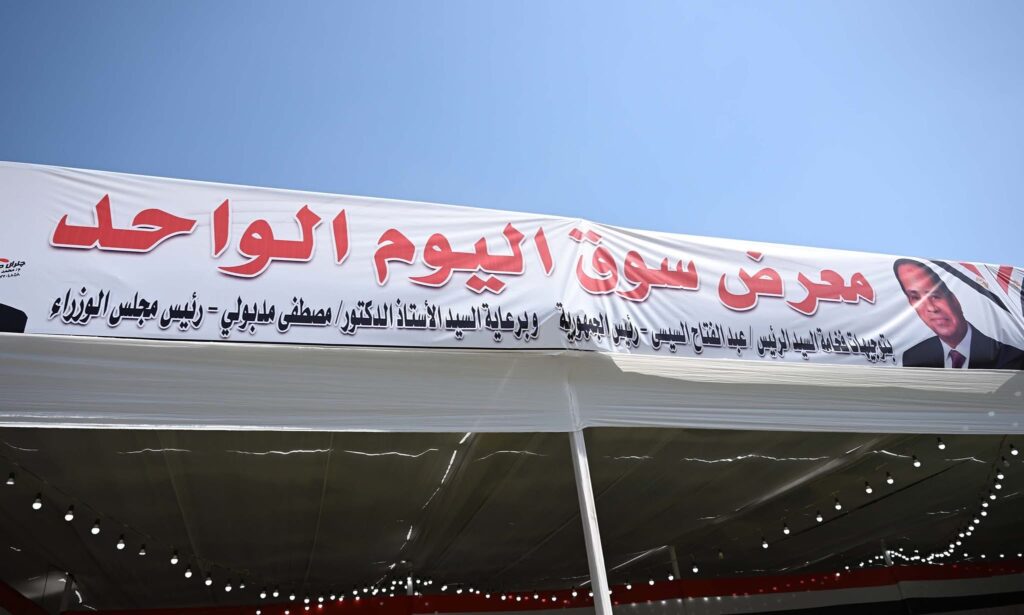 معرض سوق اليوم الواحد
بتوجيهات فخامة السيد الرئيس / عبد الفتاح السيسى - رئيس الجمهورية وبرعاية السيد الأستاذ الدكتور/ مصطفى مدبولي - رئيس مجلس الوزراء